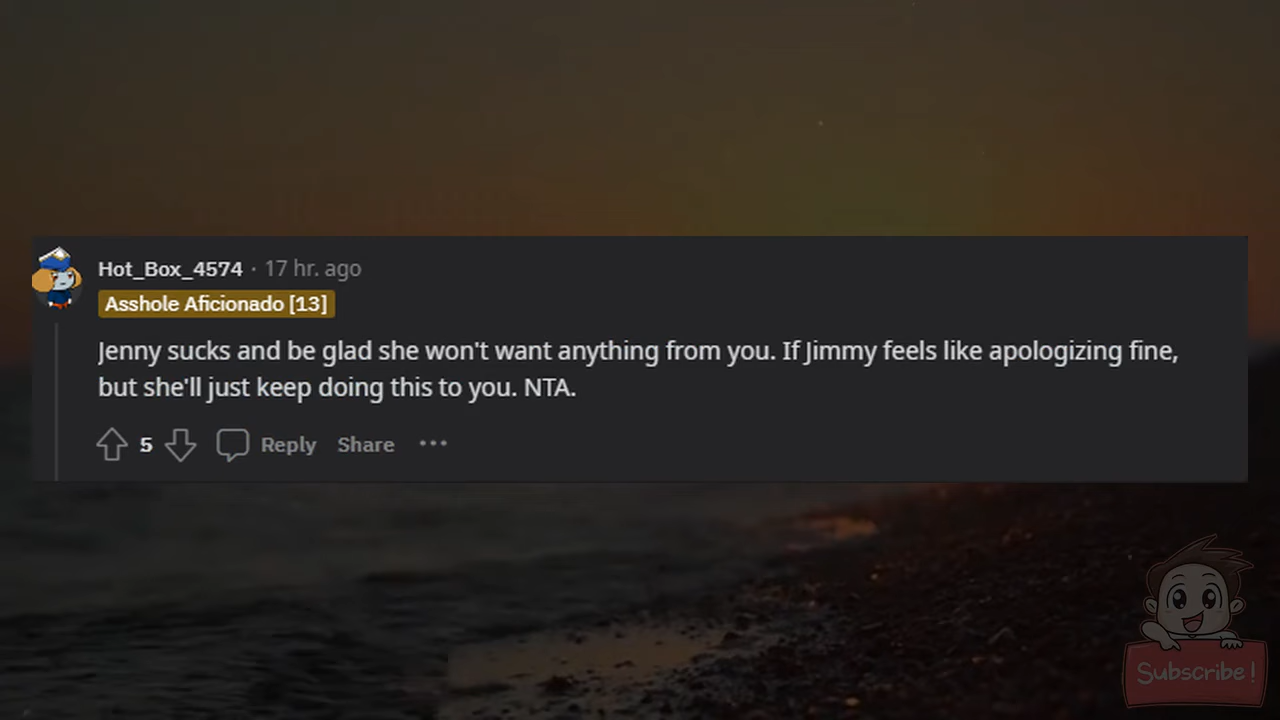 Hot_Box_4574 · 17 hr. ago
Asshole Aficionado [13]
Jenny sucks and be glad she won't want anything from you. If Jimmy feels like apologizing fine,
but she'll just keep doing this to you. NTA.
5 Reply Share ···
Subscribe!